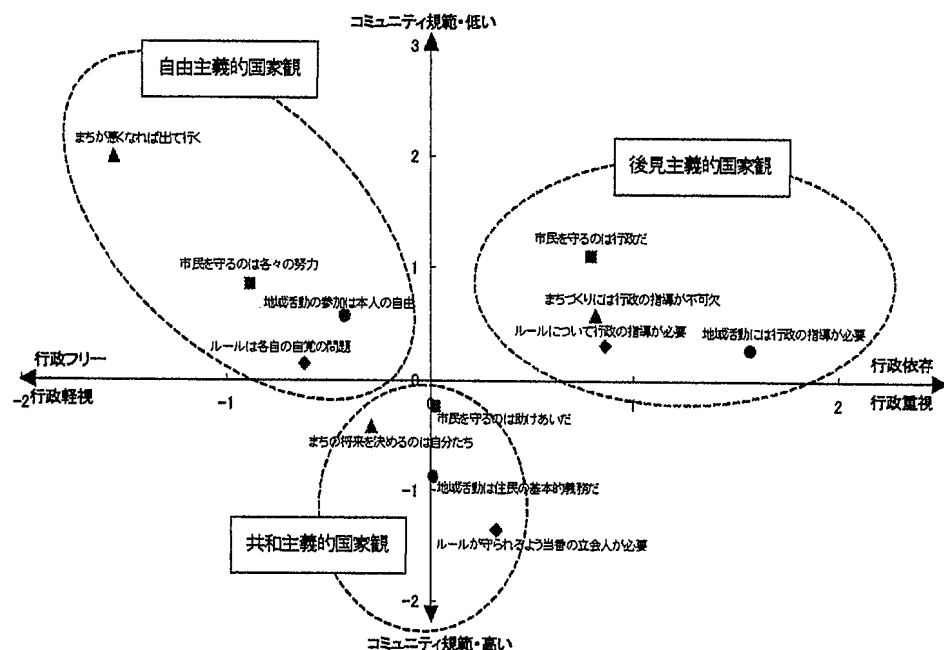 コミュニティ規範・低い
3
自由主義的国家観
まちが悪くなれば出て行く
2
後見主義的国家観
市民を守るのは行政だ
市民を守るのは各々の努力
1
地域活動の参加は本人の自由
まちづくりには行政の指導が不可欠
ルールは各自の自覚の問題
ルールについて行政の指導が必要
地域活動には行政の指導が必要
行政フリー
0
行政依存
-2
行政軽視
-1
0
1
2
行政重視
市民を守るのは助けあいだ
まちの将来を決めるのは自分たち
地域活動は住民の基本的義務だ
-1
共和主義的国家観
ルールが守られるよう当番の立会人が必要
-2
コミュニティ規範・高い